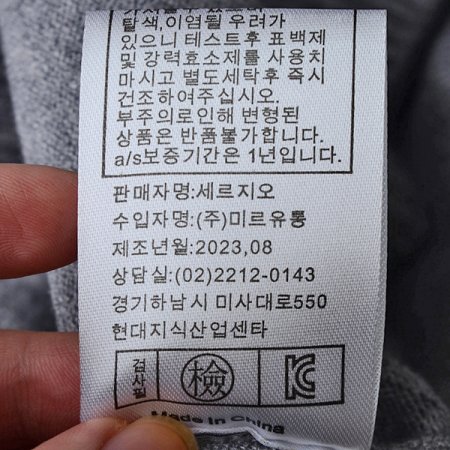 탈색,이염될 우려가
있으니 테스트후 표백제
및 강력효소제를 사용치
마시고 별도세탁후 즉시
건조하여주십시오.
부주의로인해 변형된
상품은 반품불가합니다.
a/s보증기간은 1년입니다.
판매자명:세르지오
수입자명:(주)미르유통
제조년월:2023,08
상담실:(02)2212-0143
경기하남시 미사대로550
현대지식산업센타
검사필 檢 KC
Made in China